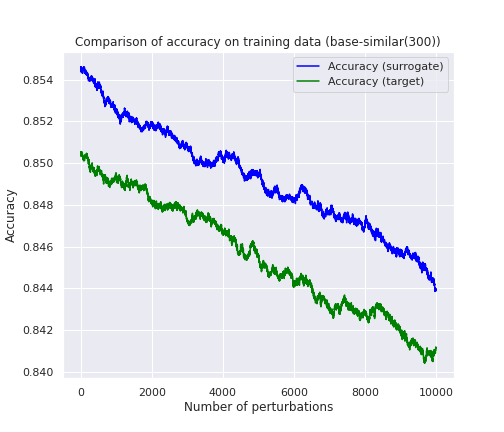 Comparison of accuracy on training data (base-similar(300))
Accuracy (surrogate)
Accuracy (target)
0.854
0.852
0.850
0.848
0.846
0.844
0.842
0.840
Accuracy
0 2000 4000 6000 8000 10000
Number of perturbations